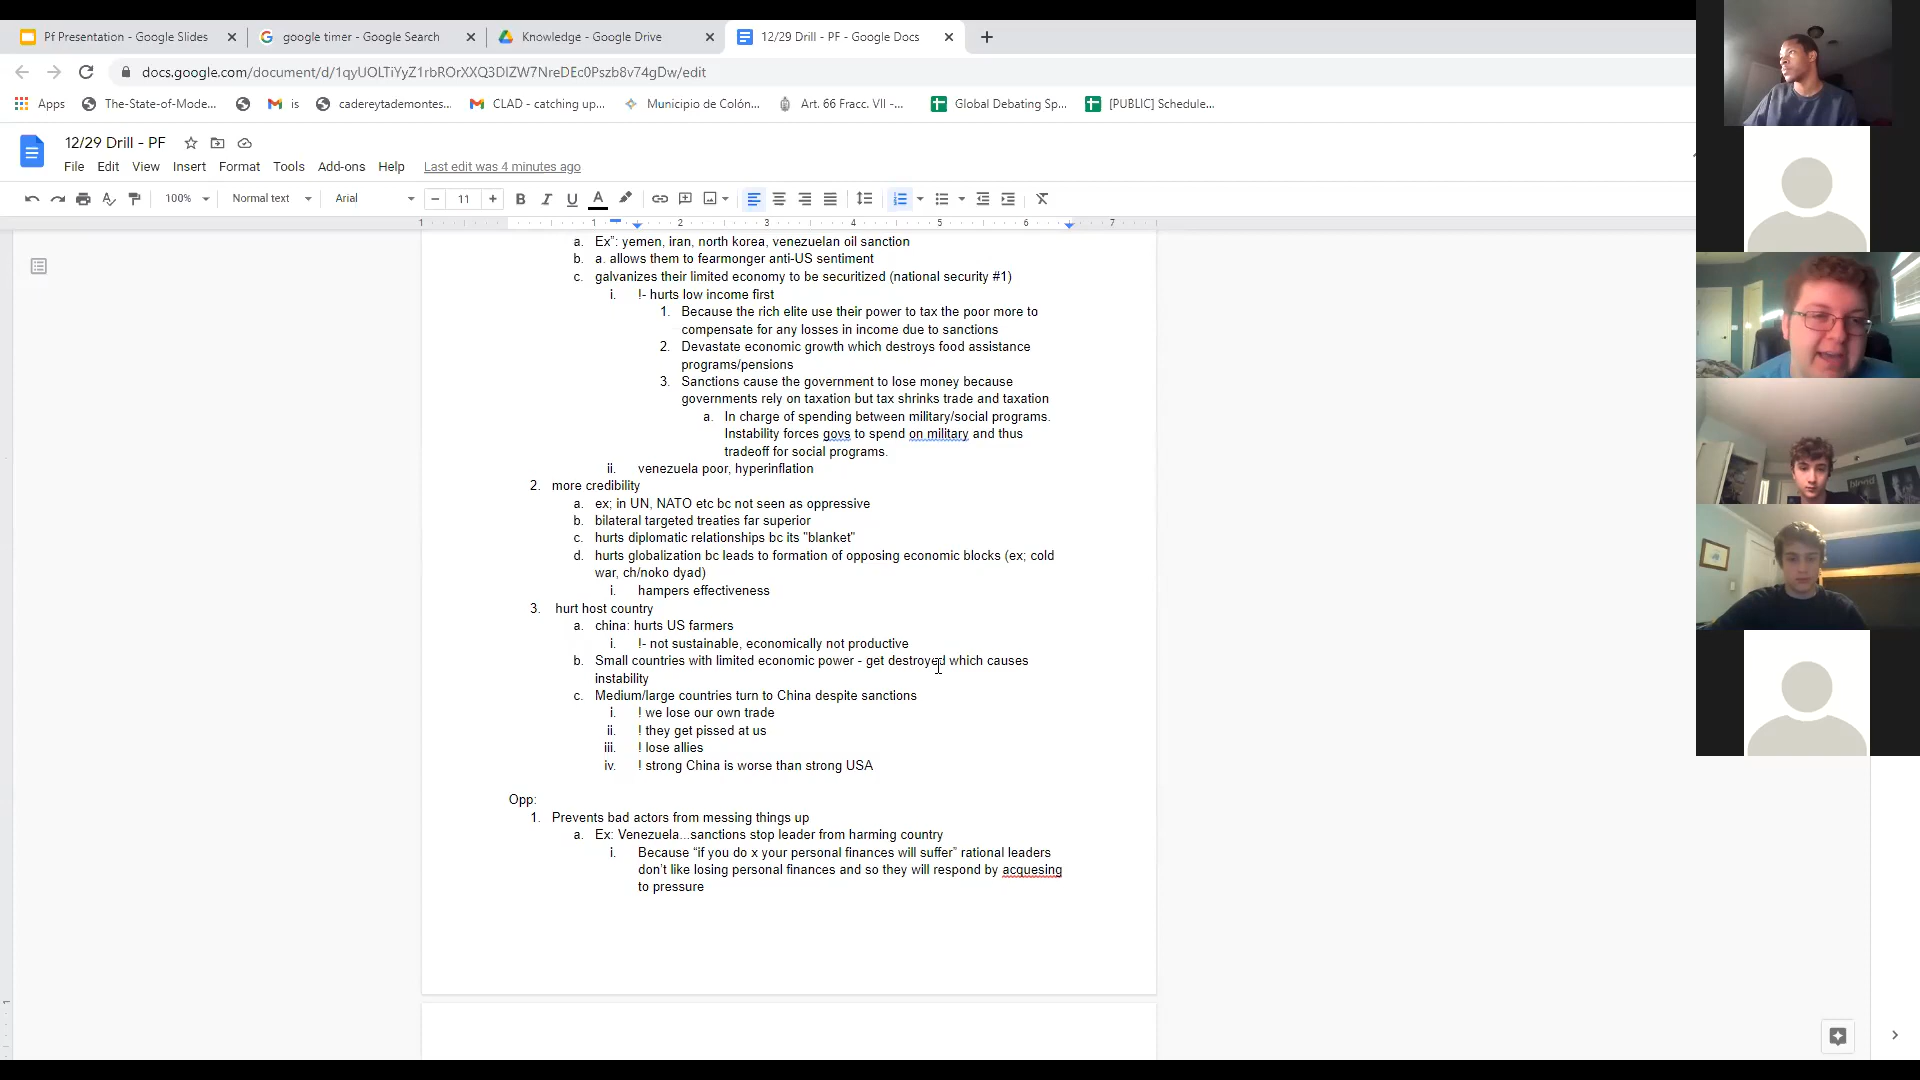 Pf Presentation - Google Slides
google timer - Google Search
Knowledge - Google Drive
12/29 Drill - PF - Google Docs
docs.google.com/document/d/1qyUOLTiYyZ1rbROrXXQ3DIZW7NreDEc0Pszb8v74gDw/edit
Apps
The-State-of-Mode...
is
cadereytademontes...
CLAD - catching up...
Municipio de Colón...
Art. 66 Fracc. VII -...
Global Debating Sp...
[PUBLIC] Schedule...
12/29 Drill - PF
File Edit View Insert Format Tools Add-ons Help Last edit was 4 minutes ago
100% Normal text Arial 11
1 1 2 3 4 5 6 7
a. Ex”: yemen, iran, north korea, venezuelan oil sanction
b. a. allows them to fearmonger anti-US sentiment
c. galvanizes their limited economy to be securitized (national security #1)
i. !- hurts low income first
1. Because the rich elite use their power to tax the poor more to
compensate for any losses in income due to sanctions
2. Devastate economic growth which destroys food assistance
programs/pensions
3. Sanctions cause the government to lose money because
governments rely on taxation but tax shrinks trade and taxation
a. In charge of spending between military/social programs.
Instability forces govs to spend on military and thus
tradeoff for social programs.
ii. venezuela poor, hyperinflation
2. more credibility
a. ex; in UN, NATO etc bc not seen as oppressive
b. bilateral targeted treaties far superior
c. hurts diplomatic relationships bc its "blanket"
d. hurts globalization bc leads to formation of opposing economic blocks (ex; cold
war, ch/noko dyad)
i. hampers effectiveness
3. hurt host country
a. china: hurts US farmers
i. !- not sustainable, economically not productive
b. Small countries with limited economic power - get destroyed which causes
instability
c. Medium/large countries turn to China despite sanctions
i. ! we lose our own trade
ii. ! they get pissed at us
iii. ! lose allies
iv. ! strong China is worse than strong USA
Opp:
1. Prevents bad actors from messing things up
a. Ex: Venezuela...sanctions stop leader from harming country
i. Because “if you do x your personal finances will suffer” rational leaders
don’t like losing personal finances and so they will respond by acquesing
to pressure